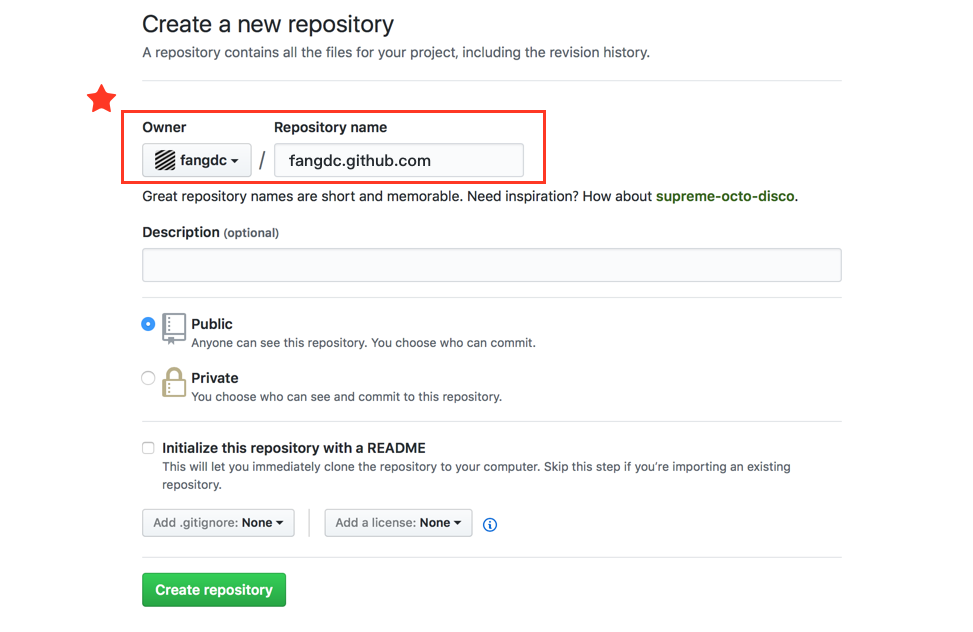 Create a new repository
A repository contains all the files for your project, including the revision history.
Owner
Repository name
fangdc
/
fangdc.github.com
Great repository names are short and memorable. Need inspiration? How about supreme-octo-disco.
Description (optional)
Public
Anyone can see this repository. You choose who can commit.
Private
You choose who can see and commit to this repository.
Initialize this repository with a README
This will let you immediately clone the repository to your computer. Skip this step if you’re importing an existing
repository.
Add .gitignore: None
Add a license: None
Create repository